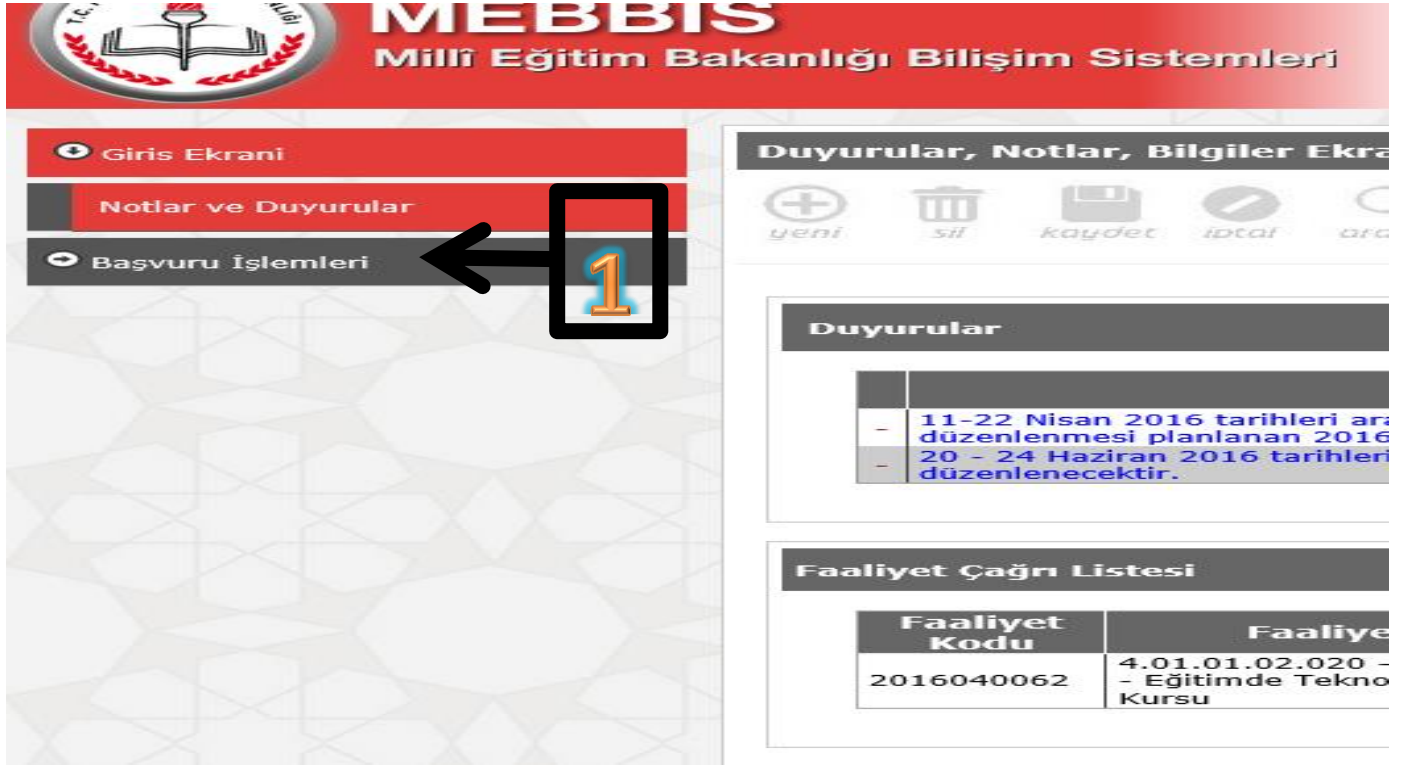 MEBBİS
Millî Eğitim Bakanlığı Bilişim Sistemleri
Giris Ekrani
Notlar ve Duyurular
Başvuru İşlemleri
1
Duyurular, Notlar, Bilgiler Ekra
yeni sil kaydet iptal ara
Duyurular
- 11-22 Nisan 2016 tarihleri ara
düzenlenmesi planlanan 2016
- 20 - 24 Haziran 2016 tarihleri
düzenlenecektir.
Faaliyet Çağrı Listesi
Faaliyet
Kodu
Faaliye
2016040062
4.01.01.02.020 -
- Eğitimde Tekno
Kursu